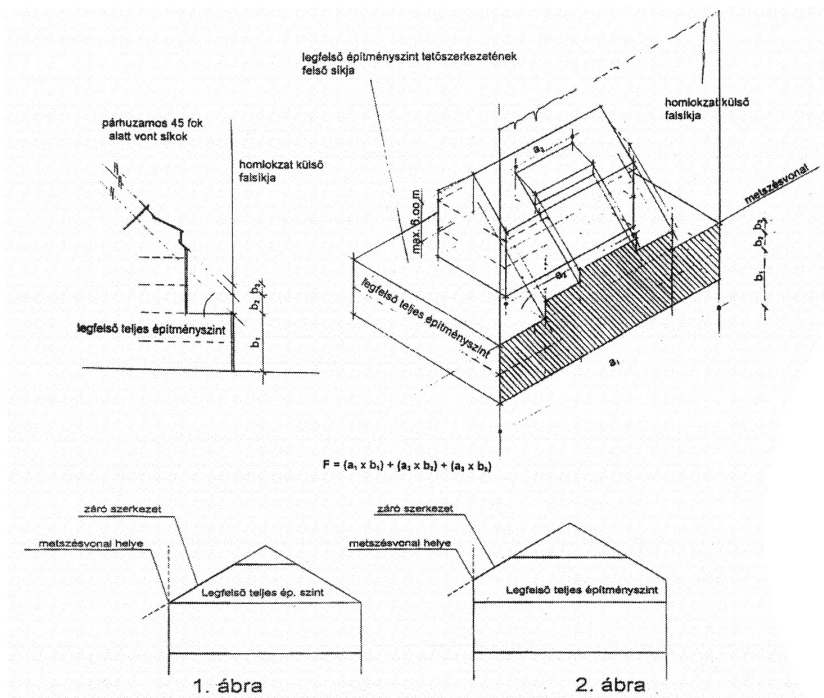 legfelső építményszint tetőszerkezetének
felső síkja
párhuzamos 45 fok
alatt vont síkok
homlokzat külső
falsíkja
legfelső teljes építményszint
b₃
b₂
b₁
homlokzat külső
falsíkja
metszésvonal
max. 6.00 m
a₃
a₂
legfelső teljes építményszint
b₃
b₂
b₁
a₁
F = (a₁ x b₁) + (a₂ x b₂) + (a₃ x b₃)
záró szerkezet
metszésvonal helye
Legfelső teljes ép. szint
1. ábra
záró szerkezet
metszésvonal helye
Legfelső teljes építményszint
2. ábra